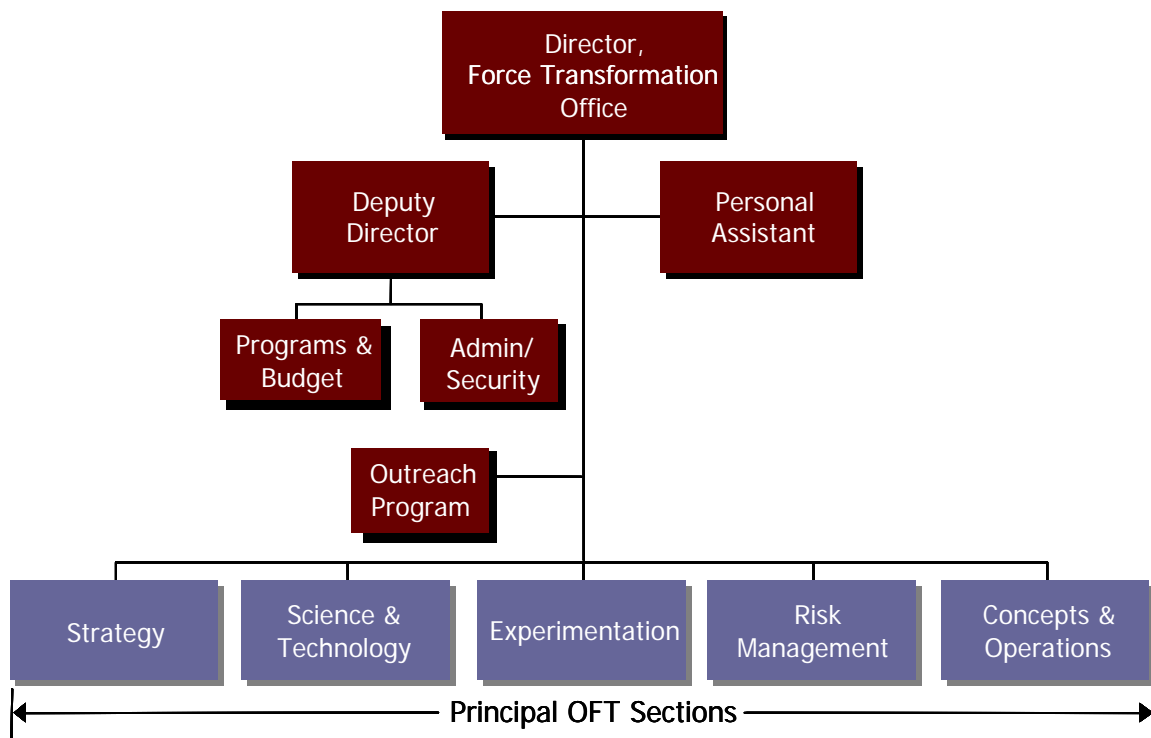 Director,
Force Transformation
Office
Deputy
Director
Personal
Assistant
Programs &
Budget
Admin/
Security
Outreach
Program
Strategy
Science &
Technology
Experimentation
Risk
Management
Concepts &
Operations
Principal OFT Sections